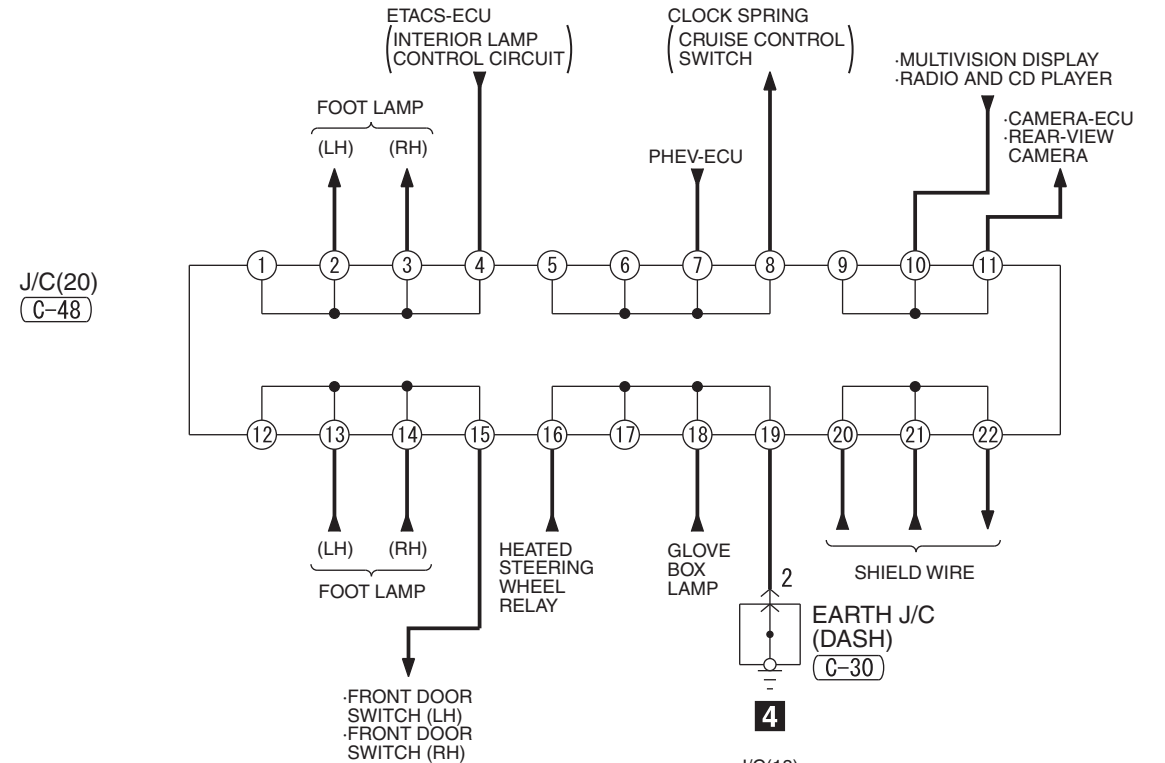 ETACS-ECU
(INTERIOR LAMP
CONTROL CIRCUIT)
CLOCK SPRING
(CRUISE CONTROL
SWITCH)
·MULTIVISION DISPLAY
·RADIO AND CD PLAYER
FOOT LAMP
(LH) (RH)
PHEV-ECU
·CAMERA-ECU
·REAR-VIEW
CAMERA
J/C(20)
C-48
1 2 3 4 5 6 7 8 9 10 11
12 13 14 15 16 17 18 19 20 21 22
(LH) (RH)
FOOT LAMP
HEATED
STEERING
WHEEL
RELAY
GLOVE
BOX
LAMP
2
SHIELD WIRE
EARTH J/C
(DASH)
C-30
4
·FRONT DOOR
SWITCH (LH)
·FRONT DOOR
SWITCH (RH)